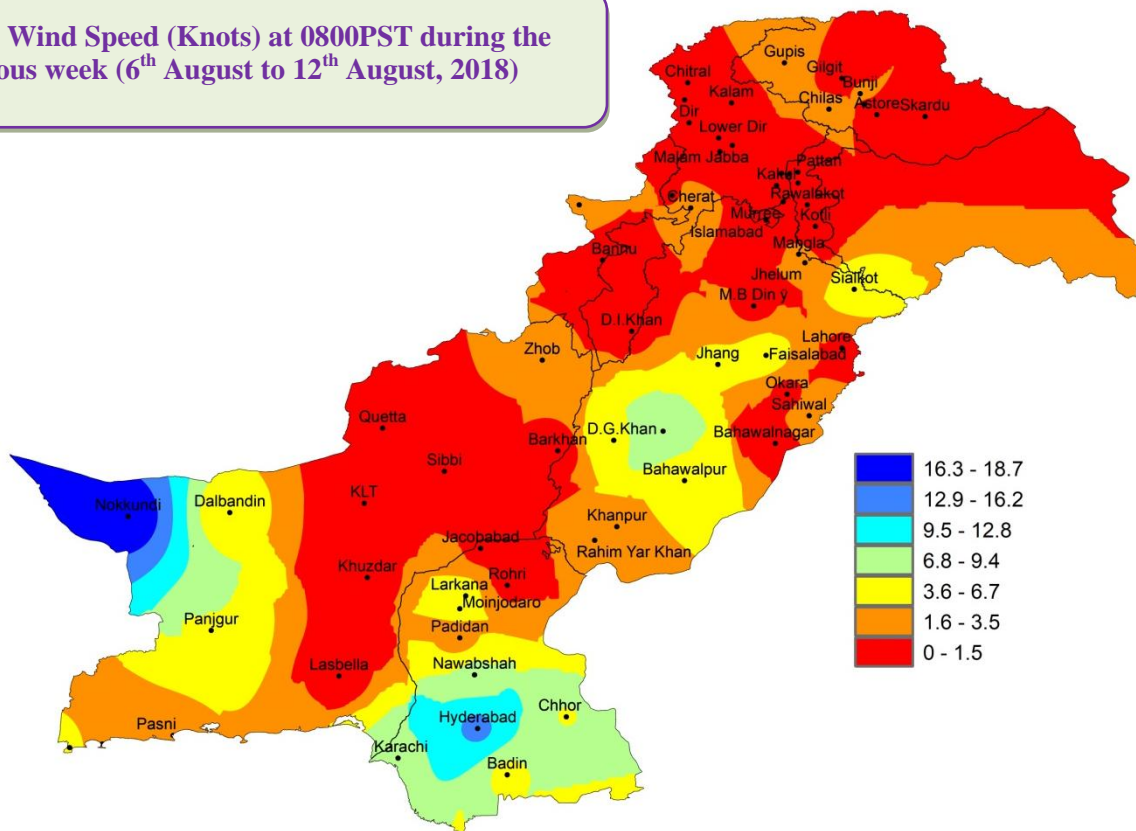 Wind Speed (Knots) at 0800PST during the
ous week (6th August to 12th August, 2018)
Gupis
Gilgit
Chitral
Bunji
Kalam
Chilas
Astore
Skardu
Dir
Lower Dir
Majam Jabba
Pattan
Cherat
Rawalakot
Murree
Kotli
Islamabad
Mangla
Bannu
Jhelum
Sialkot
M.B Din ÿ
D.I.Khan
Lahore
Zhob
Jhang
Faisalabad
Okara
Sahiwal
Quetta
D.G.Khan
Bahawalnagar
Barkhan
Sibbi
Bahawalpur
Nokkundi
Dalbandin
KLT
Khanpur
Jacobabad
Rahim Yar Khan
Khuzdar
Rohri
Larkana
Moinjodaro
Panjgur
Padidan
Lasbella
Nawabshah
Pasni
Hyderabad
Chhor
Karachi
Badin
16.3 - 18.7
12.9 - 16.2
9.5 - 12.8
6.8 - 9.4
3.6 - 6.7
1.6 - 3.5
0 - 1.5